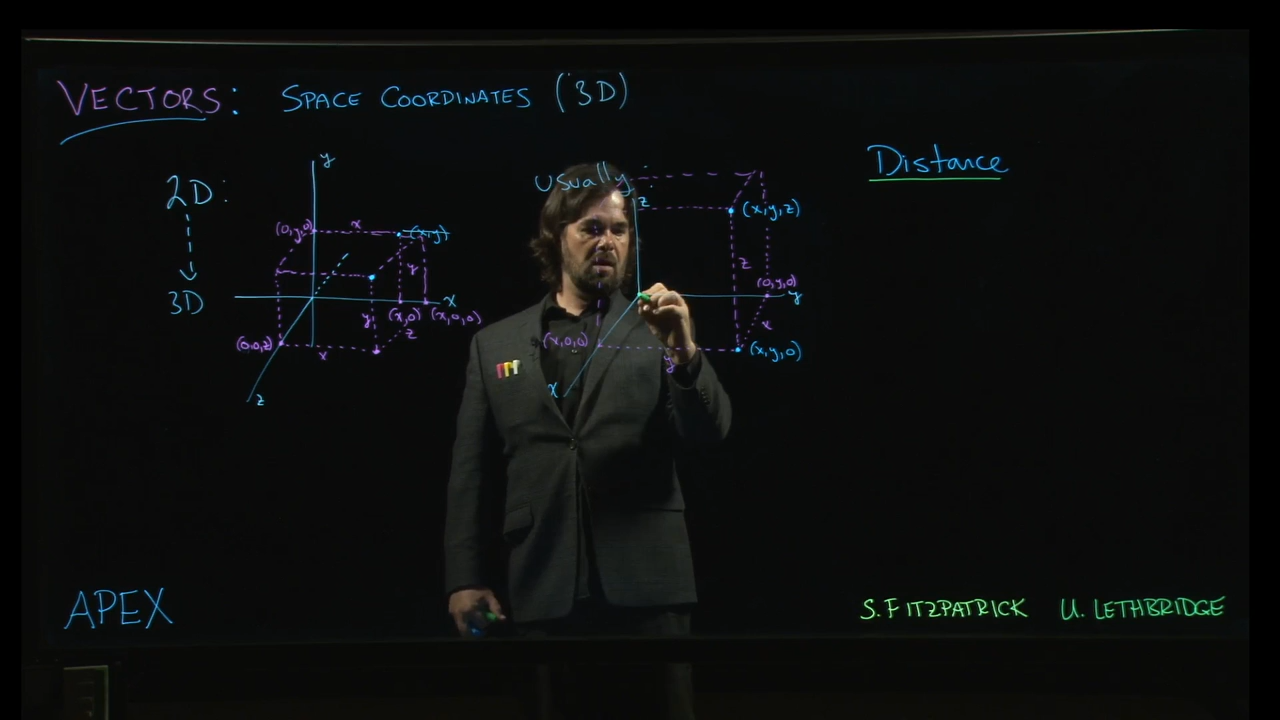 VECTORS: SPACE COORDINATES (3D)
2D:
3D
y
(0,y,0)
x
(x,y)
y
x
(x,0)
(x,0,0)
y
z
(0,0,z)
x
z
usually:
z
(x,y,z)
z
(0,y,0)
y
x
(x,0,0)
y
(x,y,0)
x
Distance
APEX
S. FITZPATRICK U. LETHBRIDGE